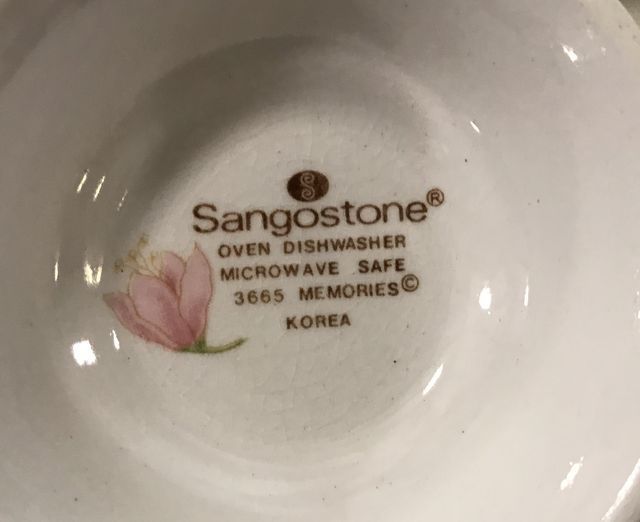 S
Sangostone®
OVEN DISHWASHER
MICROWAVE SAFE
3665 MEMORIES©
KOREA